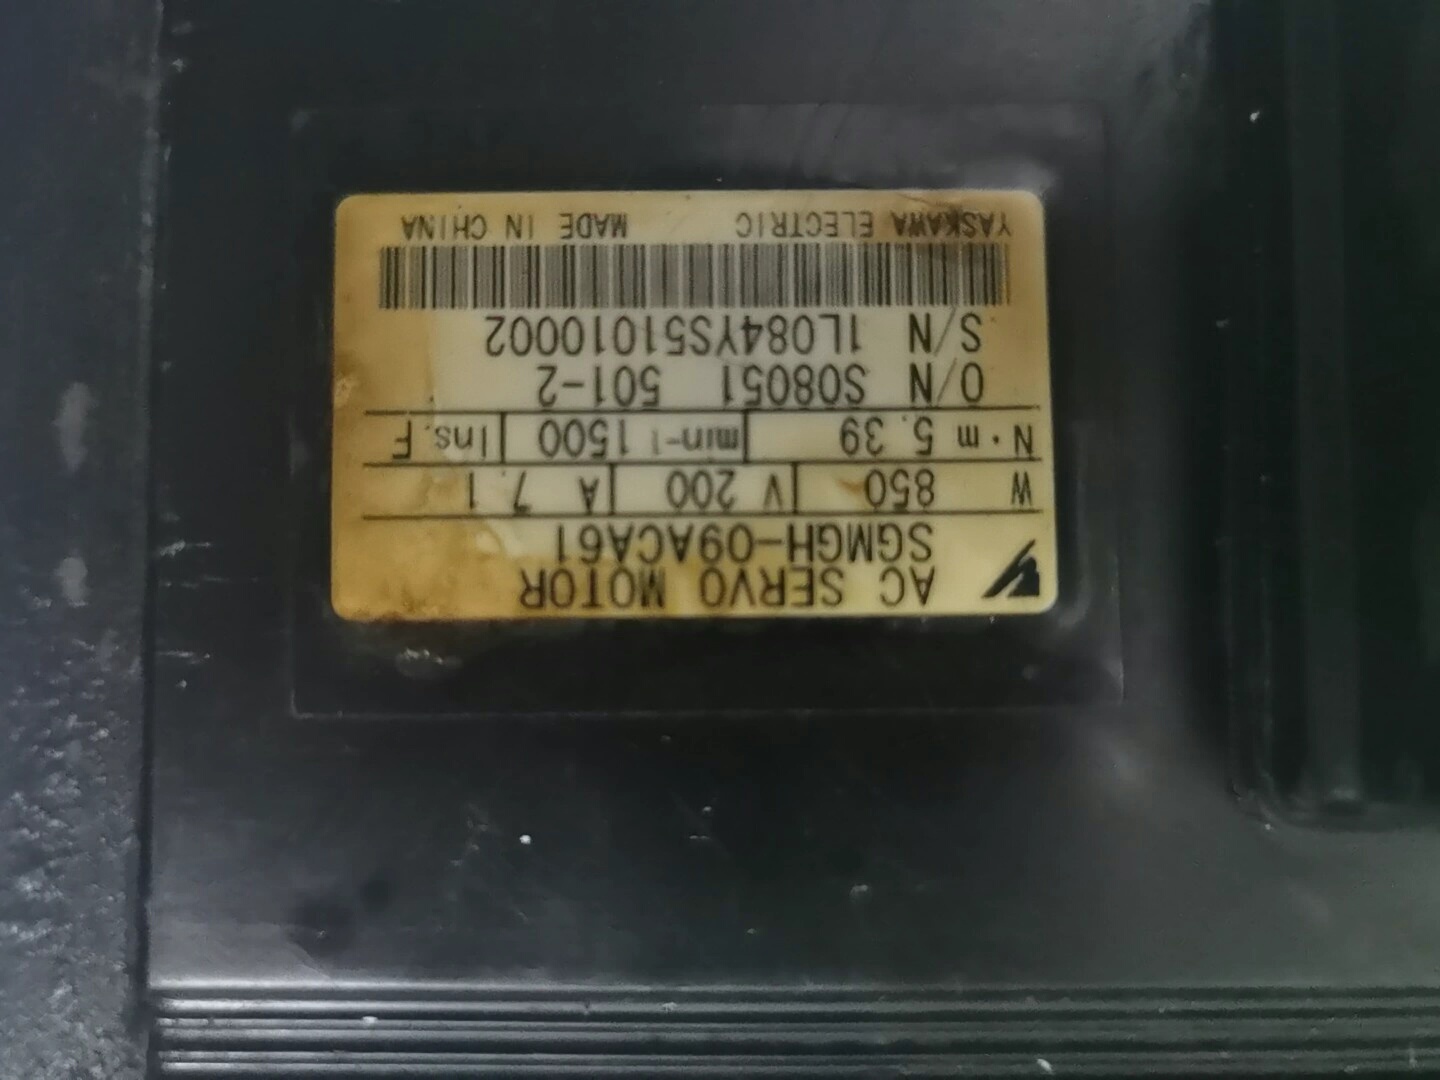 AC SERVO MOTOR
SGMGH-09ACA61
W 850 V 200 A 7.1
N·m 5.39 min-1 1500 Ins. F
O/N S08051 501-2
S/N 1L084YS51010002
YASKAWA ELECTRIC MADE IN CHINA